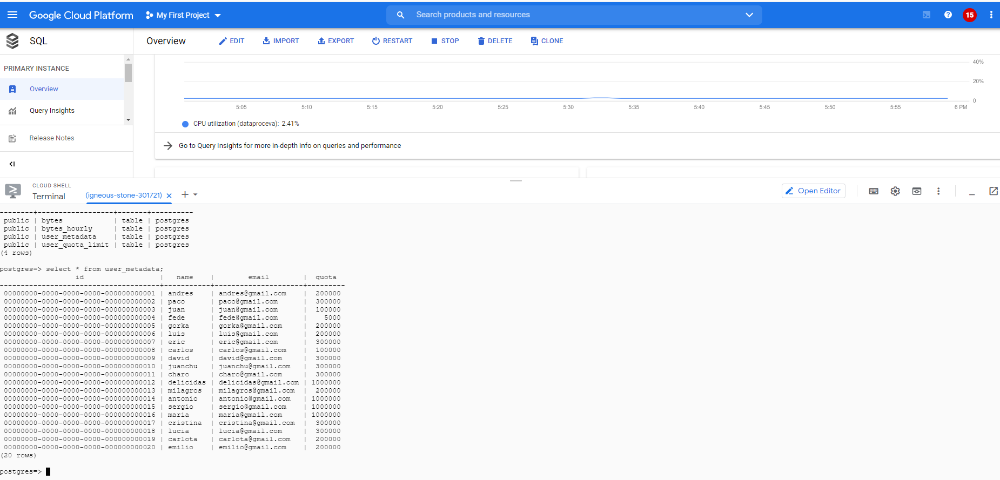 Google Cloud Platform My First Project Search products and resources 15
SQL Overview EDIT IMPORT EXPORT RESTART STOP DELETE CLONE
PRIMARY INSTANCE
Overview
Query Insights
Release Notes
40%
20%
0
5:05 5:10 5:15 5:20 5:25 5:30 5:35 5:40 5:45 5:50 5:55 6 PM
CPU utilization (dataproceva): 2.41%
Go to Query Insights for more in-depth info on queries and performance
CLOUD SHELL
Terminal (igneous-stone-301721) Open Editor
--------+------------------+-------+----------
public | bytes | table | postgres
public | bytes_hourly | table | postgres
public | user_metadata | table | postgres
public | user_quota_limit | table | postgres
(4 rows)
postgres=> select * from user_metadata;
id | name | email | quota
--------------------------------------+-----------+---------------------+---------
00000000-0000-0000-0000-000000000001 | andres | andres@gmail.com | 200000
00000000-0000-0000-0000-000000000002 | paco | paco@gmail.com | 300000
00000000-0000-0000-0000-000000000003 | juan | juan@gmail.com | 100000
00000000-0000-0000-0000-000000000004 | fede | fede@gmail.com | 5000
00000000-0000-0000-0000-000000000005 | gorka | gorka@gmail.com | 200000
00000000-0000-0000-0000-000000000006 | luis | luis@gmail.com | 200000
00000000-0000-0000-0000-000000000007 | eric | eric@gmail.com | 300000
00000000-0000-0000-0000-000000000008 | carlos | carlos@gmail.com | 100000
00000000-0000-0000-0000-000000000009 | david | david@gmail.com | 300000
00000000-0000-0000-0000-000000000010 | juanchu | juanchu@gmail.com | 300000
00000000-0000-0000-0000-000000000011 | charo | charo@gmail.com | 300000
00000000-0000-0000-0000-000000000012 | delicidas | delicidas@gmail.com | 1000000
00000000-0000-0000-0000-000000000013 | milagros | milagros@gmail.com | 200000
00000000-0000-0000-0000-000000000014 | antonio | antonio@gmail.com | 1000000
00000000-0000-0000-0000-000000000015 | sergio | sergio@gmail.com | 1000000
00000000-0000-0000-0000-000000000016 | maria | maria@gmail.com | 1000000
00000000-0000-0000-0000-000000000017 | cristina | cristina@gmail.com | 300000
00000000-0000-0000-0000-000000000018 | lucia | lucia@gmail.com | 300000
00000000-0000-0000-0000-000000000019 | carlota | carlota@gmail.com | 200000
00000000-0000-0000-0000-000000000020 | emilio | emilio@gmail.com | 200000
(20 rows)
postgres=>